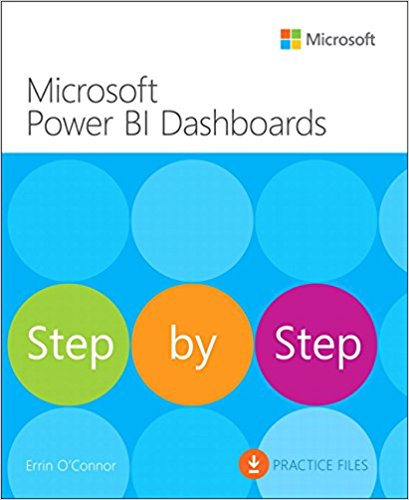 Microsoft
Microsoft
Power BI Dashboards
Step by Step
Errin O'Connor
PRACTICE FILES